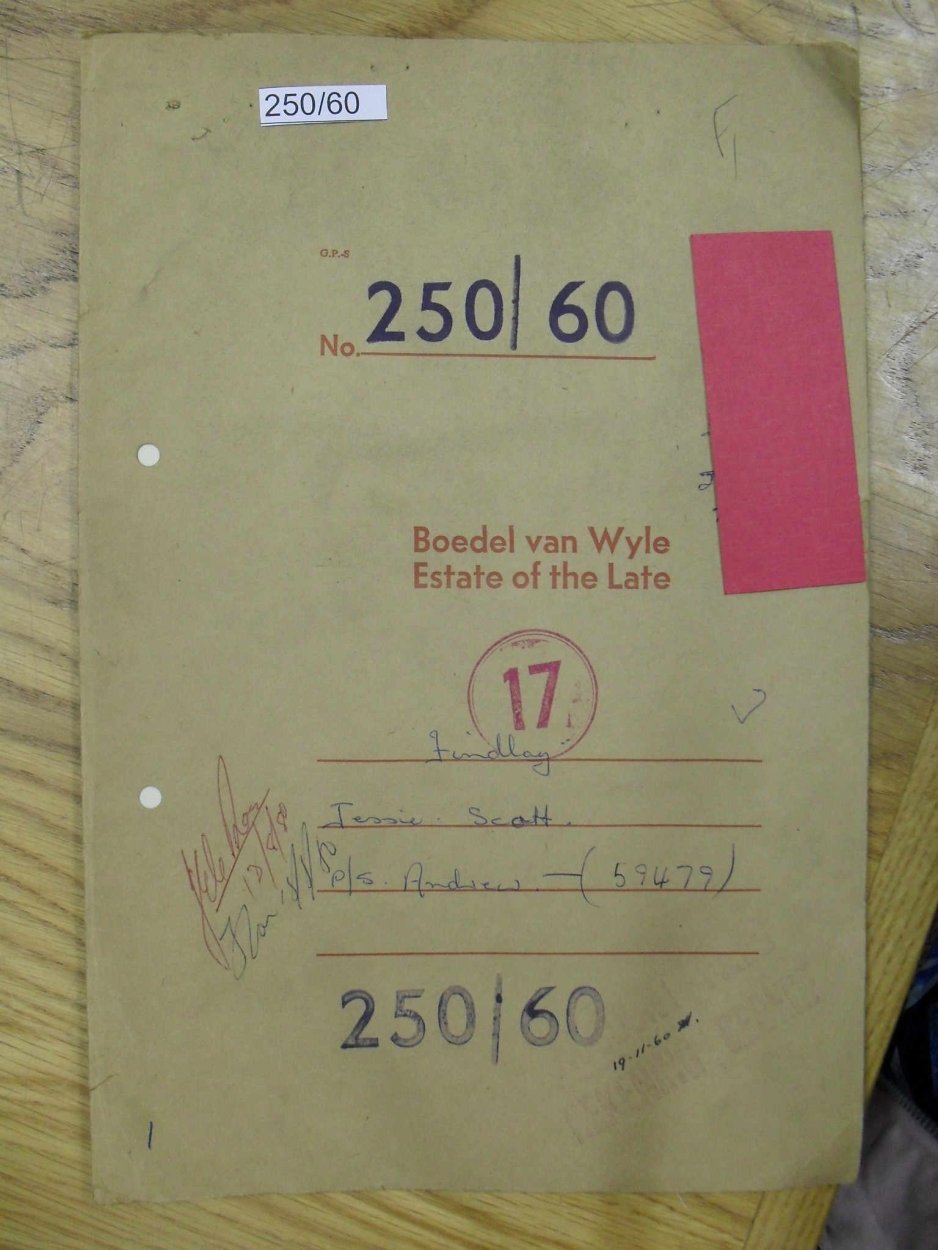 250/60
G.P.-S
No. 250/60
Boedel van Wyle
Estate of the Late
17
Findlay
Jessie. Scott.
P/S. Andrew. — (59479)
250/60
19-11-60
1